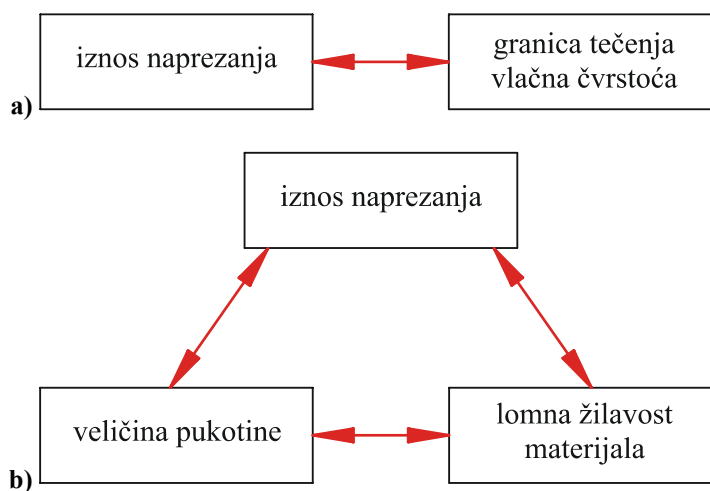 iznos naprezanja
granica tečenja
vlačna čvrstoća
a)
iznos naprezanja
veličina pukotine
lomna žilavost
materijala
b)